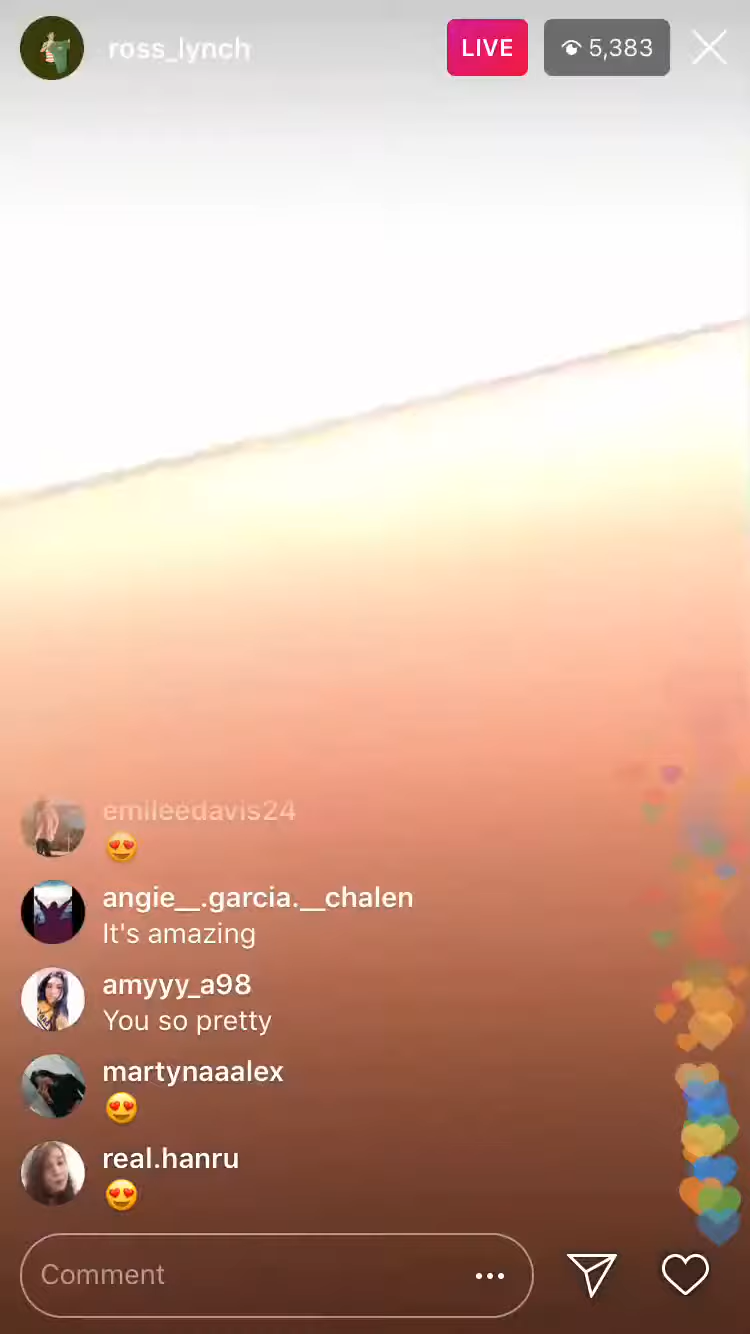 ross_lynch
LIVE
5,383
emileedavis24
😍
angie__.garcia.__chalen
It's amazing
amyyy_a98
You so pretty
martynaaalex
😍
real.hanru
😍
Comment